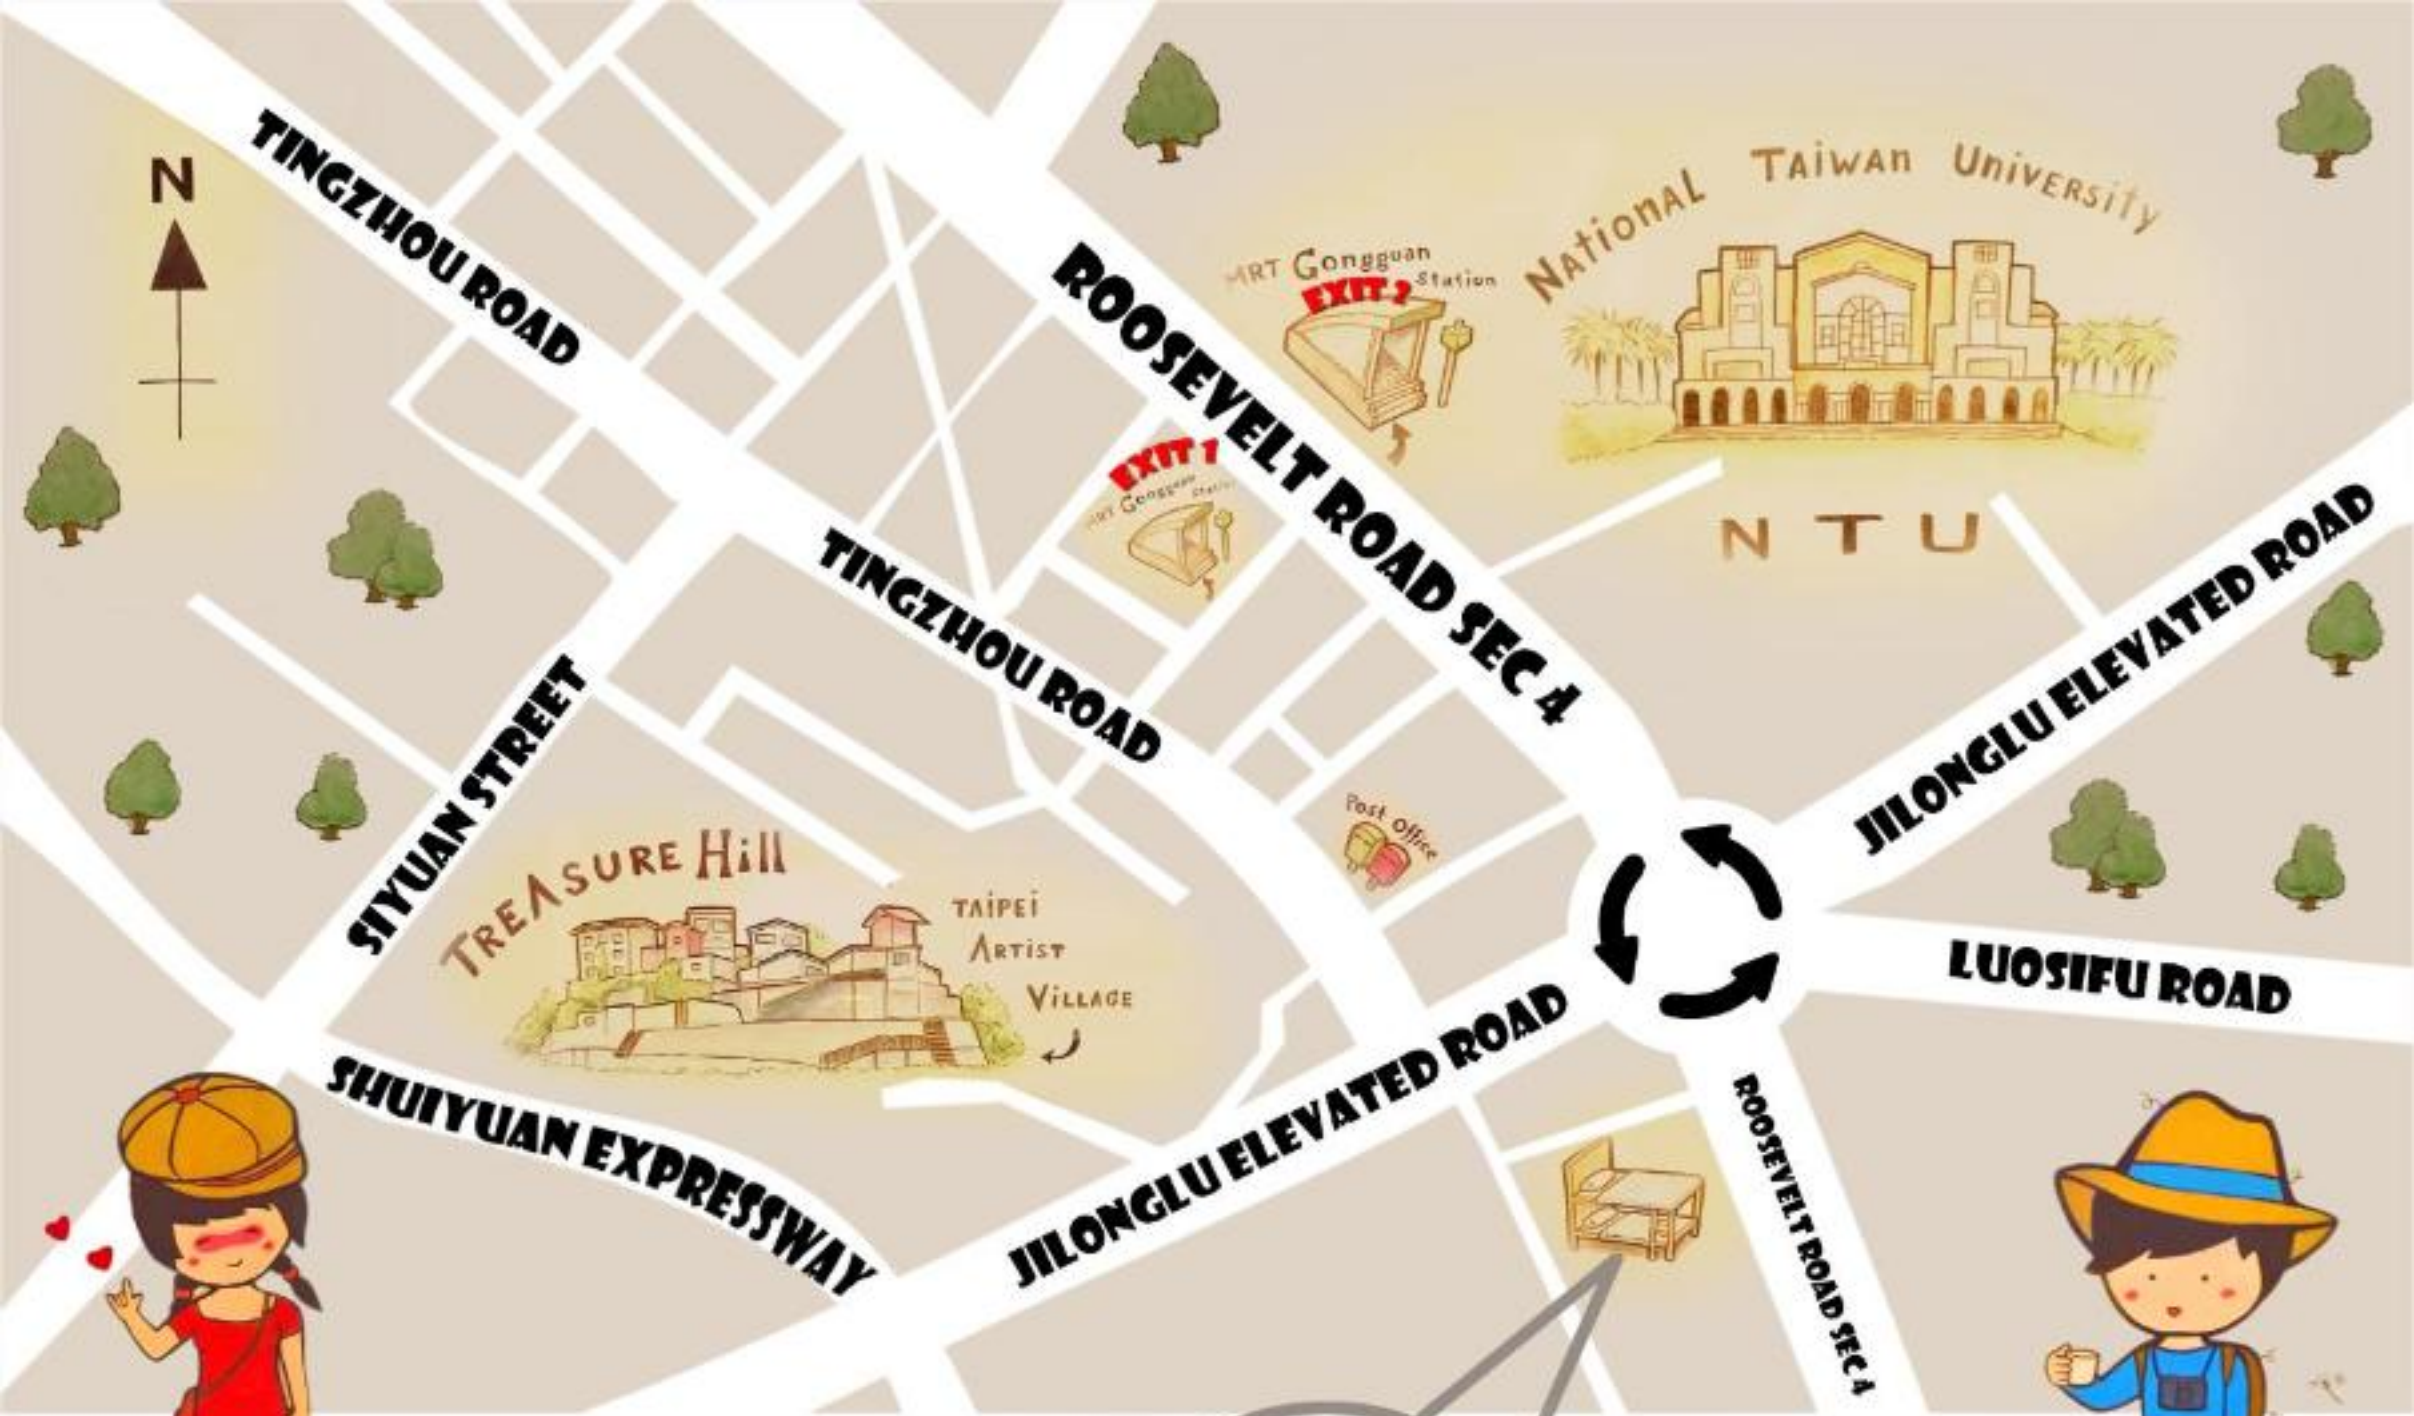 N
TINGZHOU ROAD
NATIONAL TAIWAN UNIVERSITY
MRT Gongguan
Station
EXIT 2
ROOSEVELT ROAD SEC 4
EXIT 1
MRT Gongguan Station
NTU
TINGZHOU ROAD
JILONGLU ELEVATED ROAD
SIYUAN STREET
Post Office
TREASURE Hill
TAIPEI
ARTIST
VILLAGE
LUOSIFU ROAD
SHUIYUAN EXPRESSWAY
JILONGLU ELEVATED ROAD
ROOSEVELT ROAD SEC 4